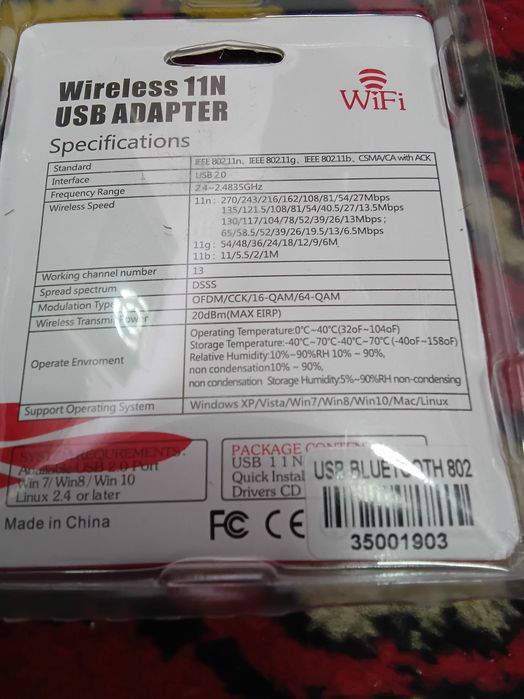 Wireless 11N
USB ADAPTER
WiFi
Specifications
Standard IEEE 802.11n、IEEE 802.11g、IEEE 802.11b、CSMA/CA with ACK
Interface USB 2.0
Frequency Range 2.4~2.4835GHz
Wireless Speed 11n : 270/243/216/162/108/81/54/27Mbps
135/121.5/108/81/54/40.5/27/13.5Mbps
130/117/104/78/52/39/26/13Mbps ;
65/58.5/52/39/26/19.5/13/6.5Mbps
11g : 54/48/36/24/18/12/9/6M
11b : 11/5.5/2/1M
Working channel number 13
Spread spectrum DSSS
Modulation Type OFDM/CCK/16-QAM/64-QAM
Wireless Transmit Power 20dBm(MAX EIRP)
Operate Enviroment Operating Temperature:0℃~40℃(32oF~104oF)
Storage Temperature:-40℃~70℃-40℃~70℃ (-40oF~158oF)
Relative Humidity:10%~90%RH 10% ~ 90%,
non condensation10% ~ 90%,
non condensation Storage Humidity:5%~90%RH non-condensing
Support Operating System Windows XP/Vista/Win7/Win8/Win10/Mac/Linux
SYSTEM REQUREMENTS:
Available USB 2.0 Port
Win 7/ Win8 / Win 10
Linux 2.4 or later
PACKAGE
USB 11N
Quick Instal
Drivers CD
USB BLUETOOTH 802
35001903
Made in China
FC CE